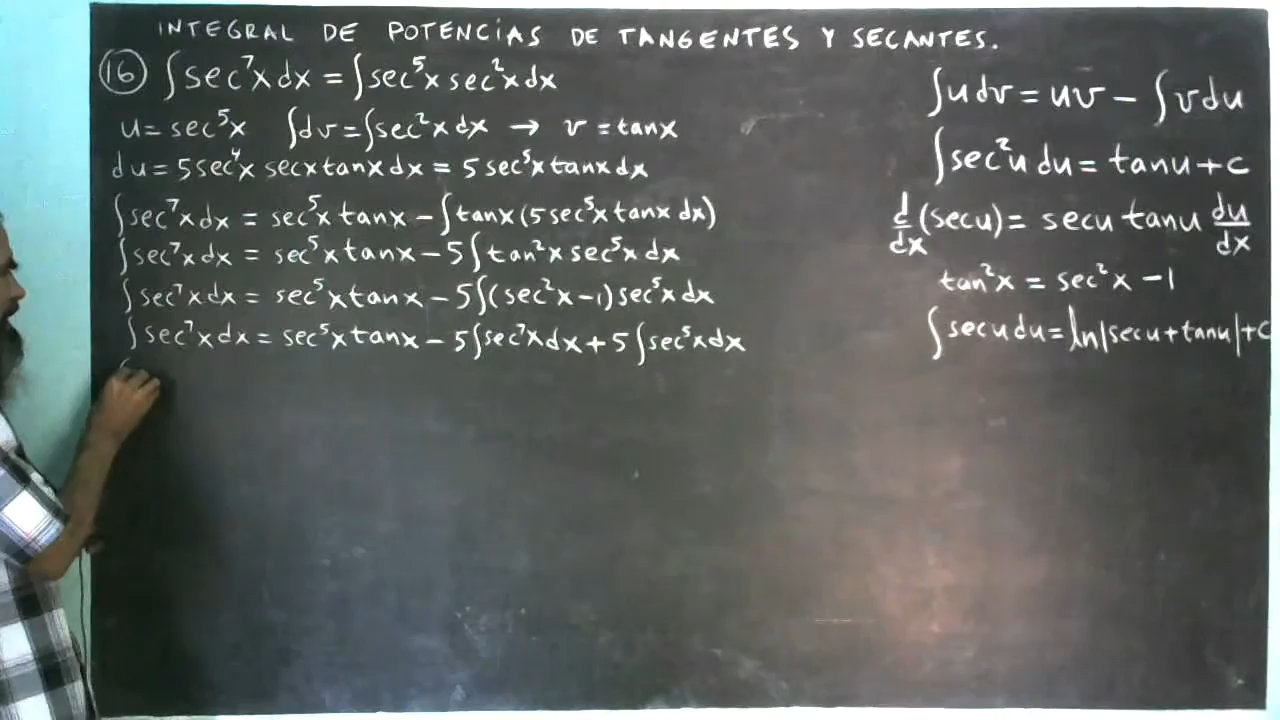 INTEGRAL DE POTENCIAS DE TANGENTES Y SECANTES.
16 ∫sec⁷x dx = ∫sec⁵x sec²x dx
u = sec⁵x ∫dv = ∫sec²x dx → v = tanx
du = 5sec⁴x secx tanx dx = 5 sec⁵x tanx dx
∫sec⁷x dx = sec⁵x tanx − ∫tanx (5sec⁵x tanx dx)
∫sec⁷x dx = sec⁵x tanx − 5∫tan²x sec⁵x dx
∫sec⁷x dx = sec⁵x tanx − 5∫(sec²x−1) sec⁵x dx
∫sec⁷x dx = sec⁵x tanx − 5∫sec⁷x dx + 5∫sec⁵x dx
∫u dv = uv − ∫v du
∫sec²u du = tanu + c
d/dx (secu) = secu tanu du/dx
tan²x = sec²x − 1
∫secu du = ln|secu + tanu| + c